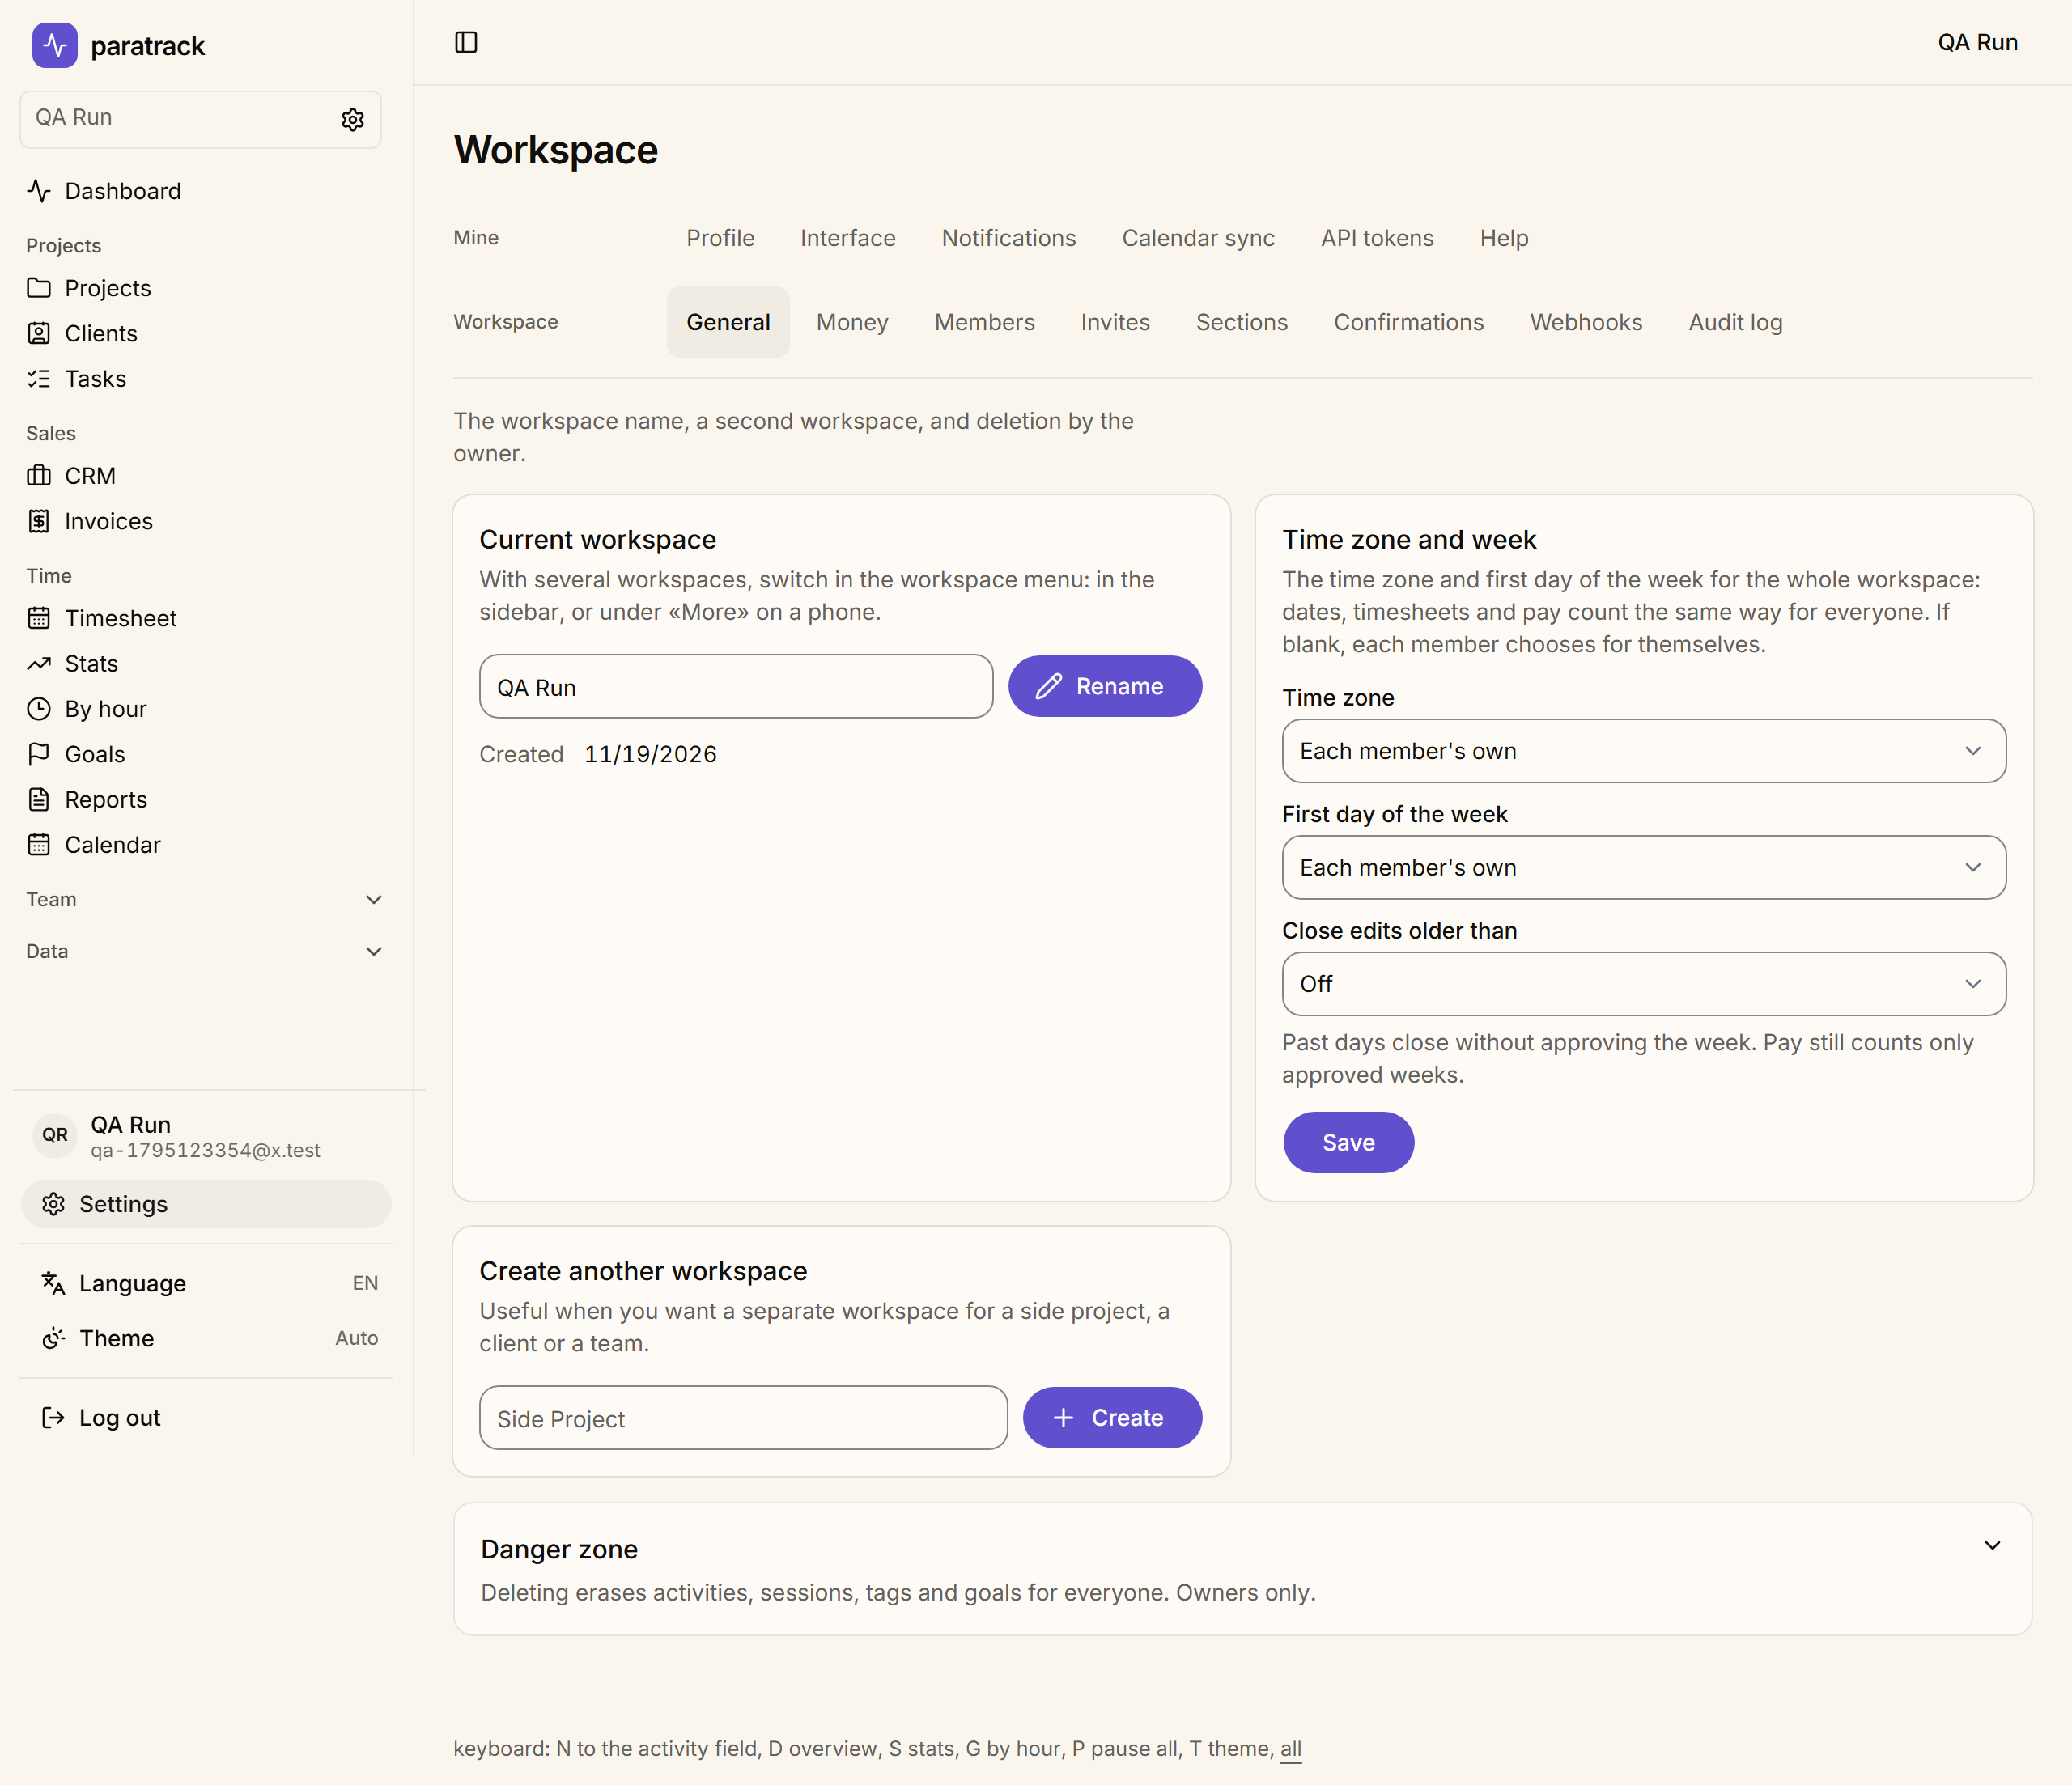 paratrack
QA Run
Dashboard
Projects
Projects
Clients
Tasks
Sales
CRM
Invoices
Time
Timesheet
Stats
By hour
Goals
Reports
Calendar
Team
Data
QR
QA Run
qa-1795123354@x.test
Settings
Language EN
Theme Auto
Log out
QA Run
Workspace
Mine Profile Interface Notifications Calendar sync API tokens Help
Workspace General Money Members Invites Sections Confirmations Webhooks Audit log
The workspace name, a second workspace, and deletion by the
owner.
Current workspace
With several workspaces, switch in the workspace menu: in the
sidebar, or under «More» on a phone.
QA Run
Rename
Created 11/19/2026
Time zone and week
The time zone and first day of the week for the whole workspace:
dates, timesheets and pay count the same way for everyone. If
blank, each member chooses for themselves.
Time zone
Each member's own
First day of the week
Each member's own
Close edits older than
Off
Past days close without approving the week. Pay still counts only
approved weeks.
Save
Create another workspace
Useful when you want a separate workspace for a side project, a
client or a team.
Side Project
Create
Danger zone
Deleting erases activities, sessions, tags and goals for everyone. Owners only.
keyboard: N to the activity field, D overview, S stats, G by hour, P pause all, T theme, all